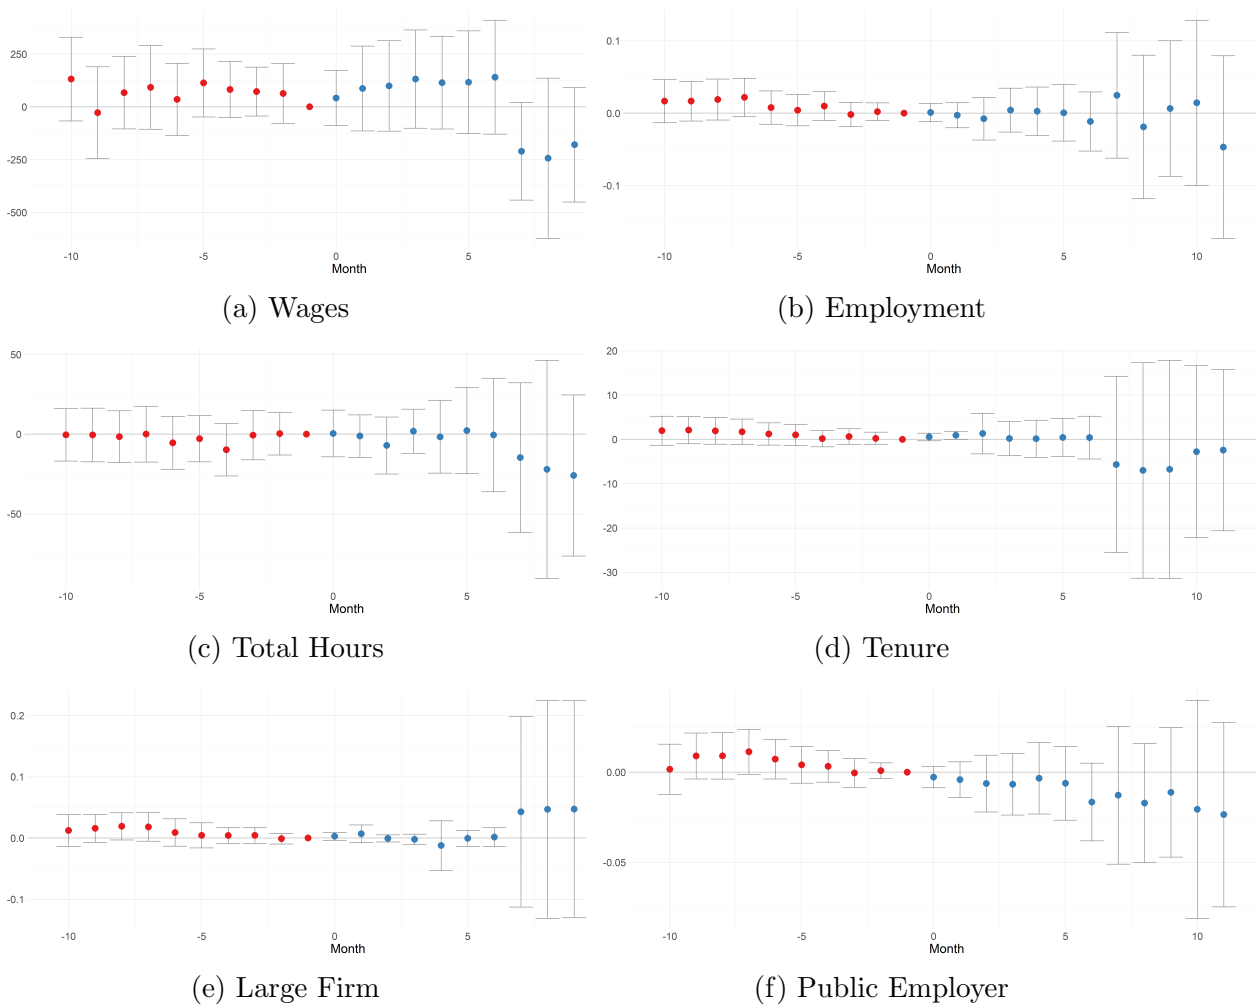 250
0
-250
-500
-10 -5 0 5
Month
(a) Wages
0.1
0.0
-0.1
-10 -5 0 5 10
Month
(b) Employment
50
0
-50
-10 -5 0 5
Month
(c) Total Hours
20
10
0
-10
-20
-30
-10 -5 0 5 10
Month
(d) Tenure
0.2
0.1
0.0
-0.1
-10 -5 0 5
Month
(e) Large Firm
0.00
-0.05
-10 -5 0 5 10
Month
(f) Public Employer